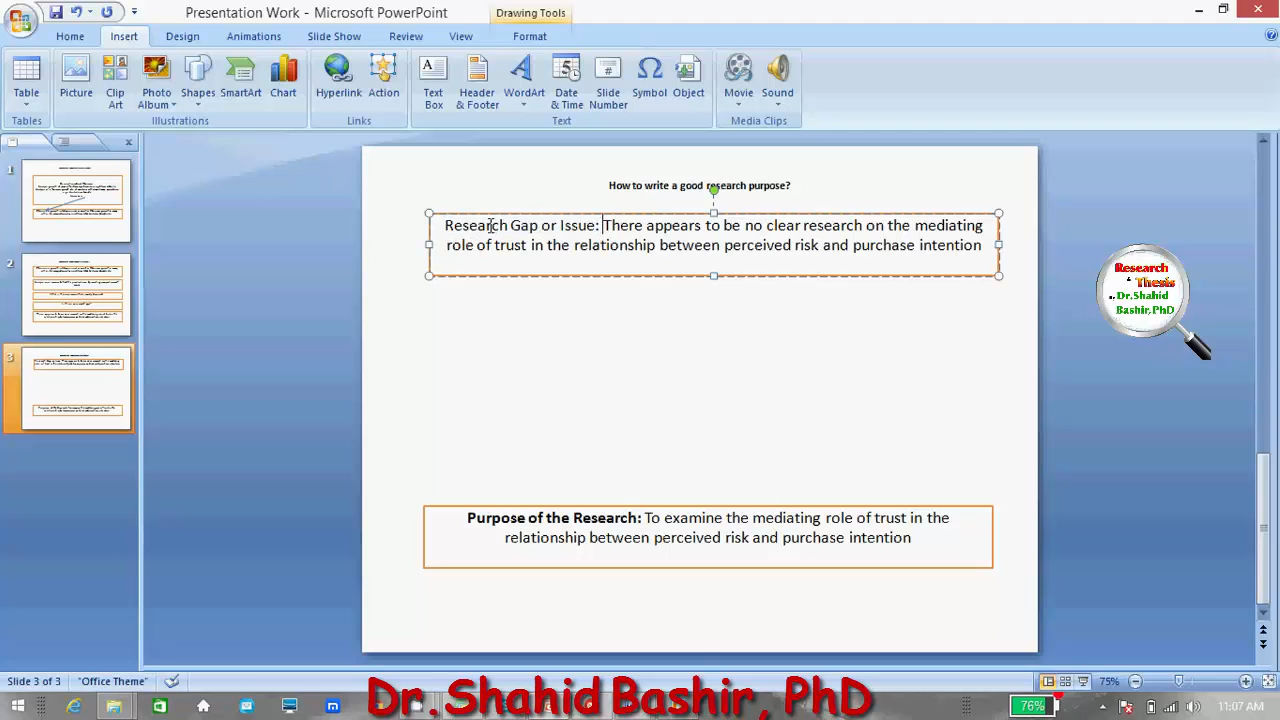 Presentation Work - Microsoft PowerPoint
Drawing Tools
Home Insert Design Animations Slide Show Review View Format
Table
Picture
Clip
Art
Photo
Album
Shapes
SmartArt
Chart
Hyperlink
Action
Text
Box
Header
& Footer
WordArt
Date
& Time
Slide
Number
Symbol
Object
Movie
Sound
Tables
Illustrations
Links
Text
Media Clips
1
2
3
How to write a good research purpose?
Research Gap or Issue: There appears to be no clear research on the mediating
role of trust in the relationship between perceived risk and purchase intention
Purpose of the Research: To examine the mediating role of trust in the
relationship between perceived risk and purchase intention
Research
Thesis
Dr.Shahid
Bashir,PhD
Slide 3 of 3
"Office Theme"
75%
Dr.Shahid Bashir, PhD
76%
11:07 AM